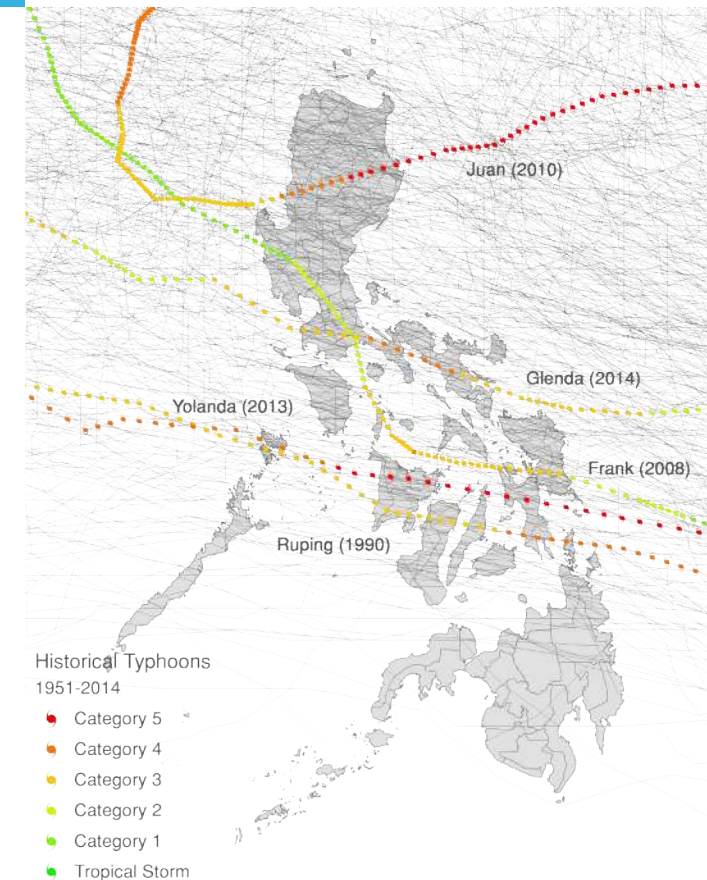 Juan (2010)
Glenda (2014)
Yolanda (2013)
Frank (2008)
Ruping (1990)
Historical Typhoons
1951-2014
Category 5
Category 4
Category 3
Category 2
Category 1
Tropical Storm